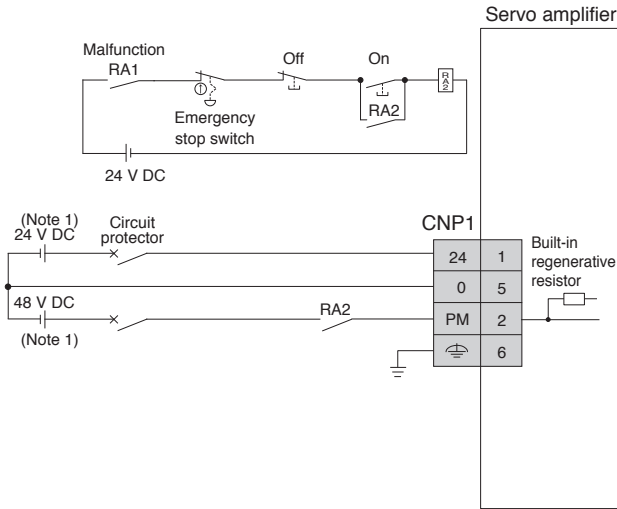 Servo amplifier
Malfunction
RA1
Off
On
RA2
RA2
Emergency
stop switch
24 V DC
(Note 1)
24 V DC
Circuit
protector
CNP1
24 1
0 5
48 V DC
(Note 1)
RA2
PM 2
6
Built-in
regenerative
resistor